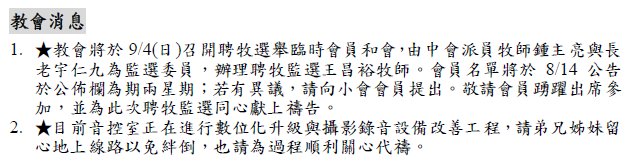 教會消息
1. ★教會將於 9/4(日)召開聘牧選舉臨時會員和會，由中會派員牧師鍾主亮與長
老宇仁九為監選委員，辦理聘牧監選王昌裕牧師。會員名單將於 8/14 公告
於公佈欄為期兩星期；若有異議，請向小會會員提出。敬請會員踴躍出席參
加，並為此次聘牧監選同心獻上禱告。
2. ★目前音控室正在進行數位化升級與攝影錄音設備改善工程，請弟兄姊妹留
心地上線路以免絆倒，也請為過程順利關心代禱。